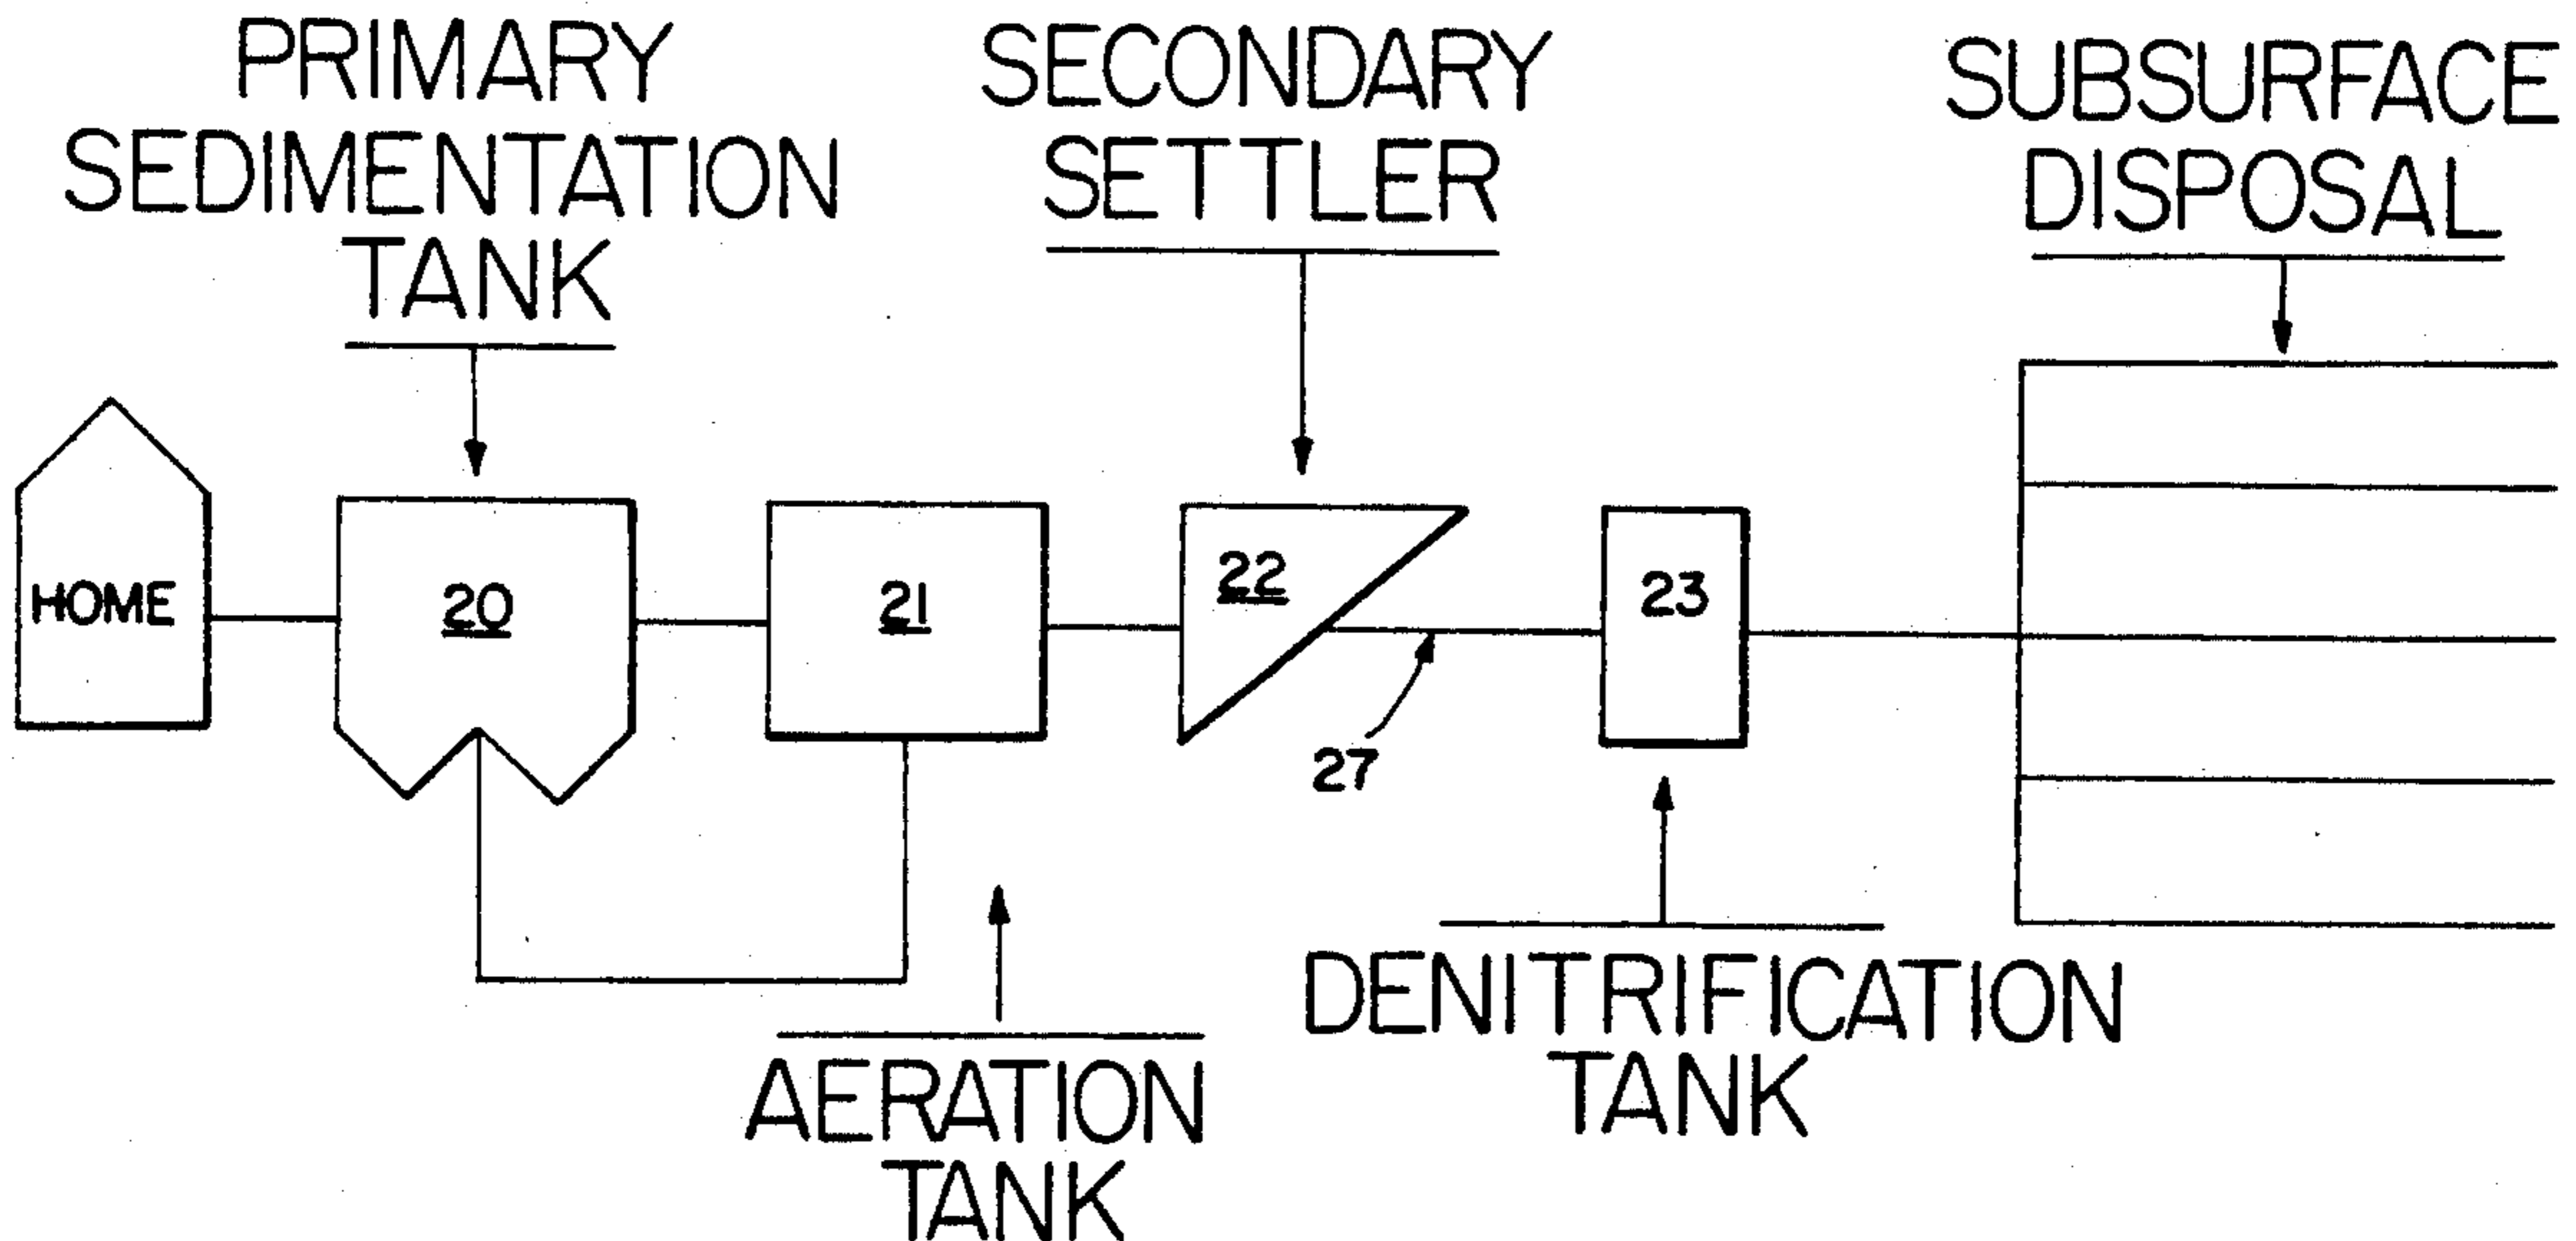 PRIMARY
SEDIMENTATION
TANK
SECONDARY
SETTLER
SUBSURFACE
DISPOSAL
HOME
20
21
22
23
27
AERATION
TANK
DENITRIFICATION
TANK